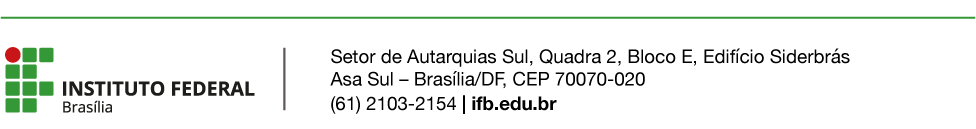 INSTITUTO FEDERAL
Brasília
Setor de Autarquias Sul, Quadra 2, Bloco E, Edifício Siderbrás
Asa Sul – Brasília/DF, CEP 70070-020
(61) 2103-2154 | ifb.edu.br